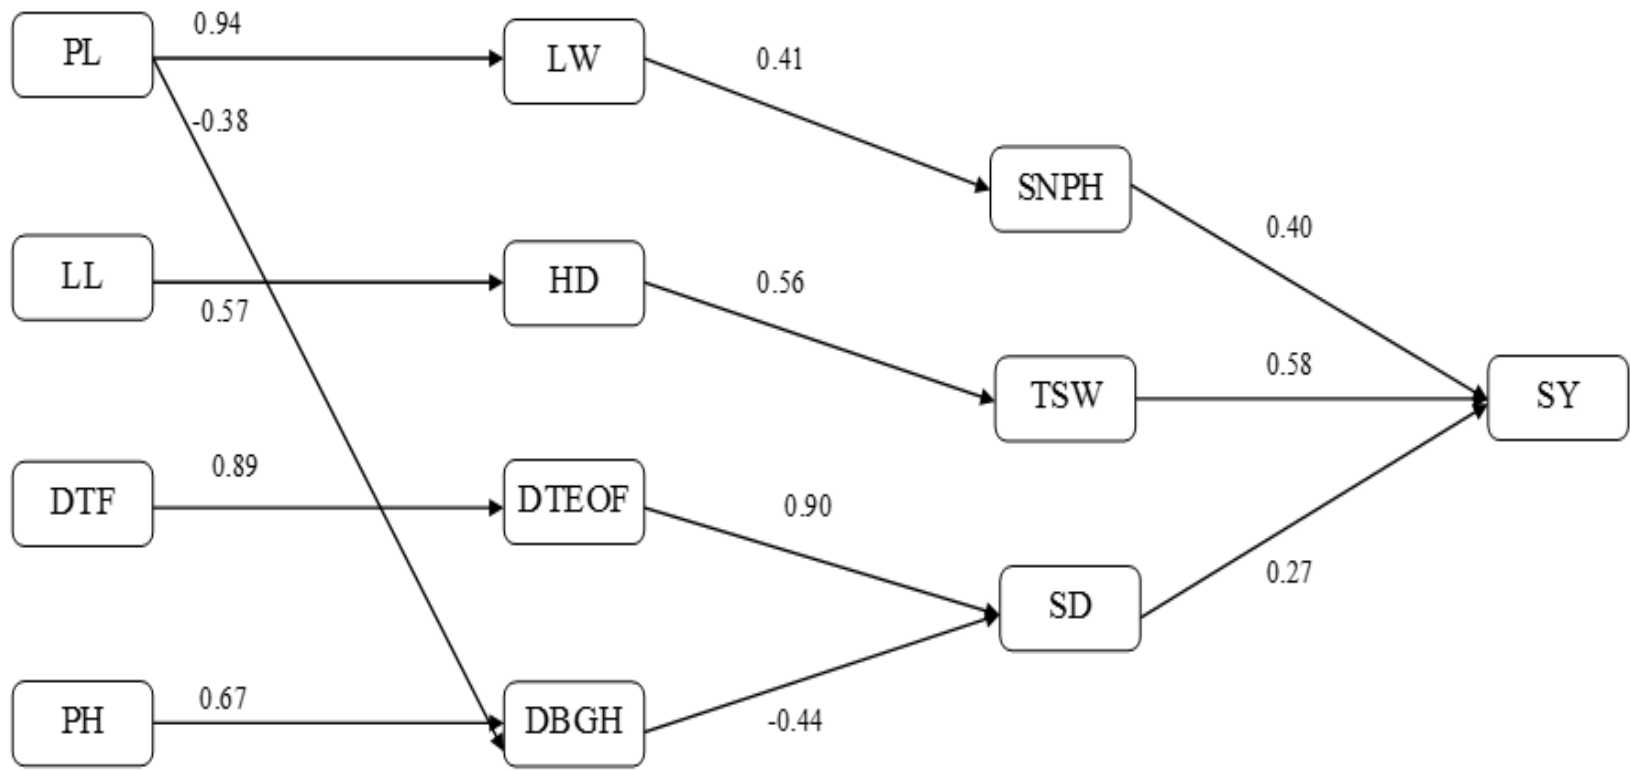 PL
0.94
LW
0.41
-0.38
SNPH
0.40
LL
0.57
HD
0.56
TSW
0.58
SY
DTF
0.89
DTEOF
0.90
SD
0.27
PH
0.67
DBGH
-0.44